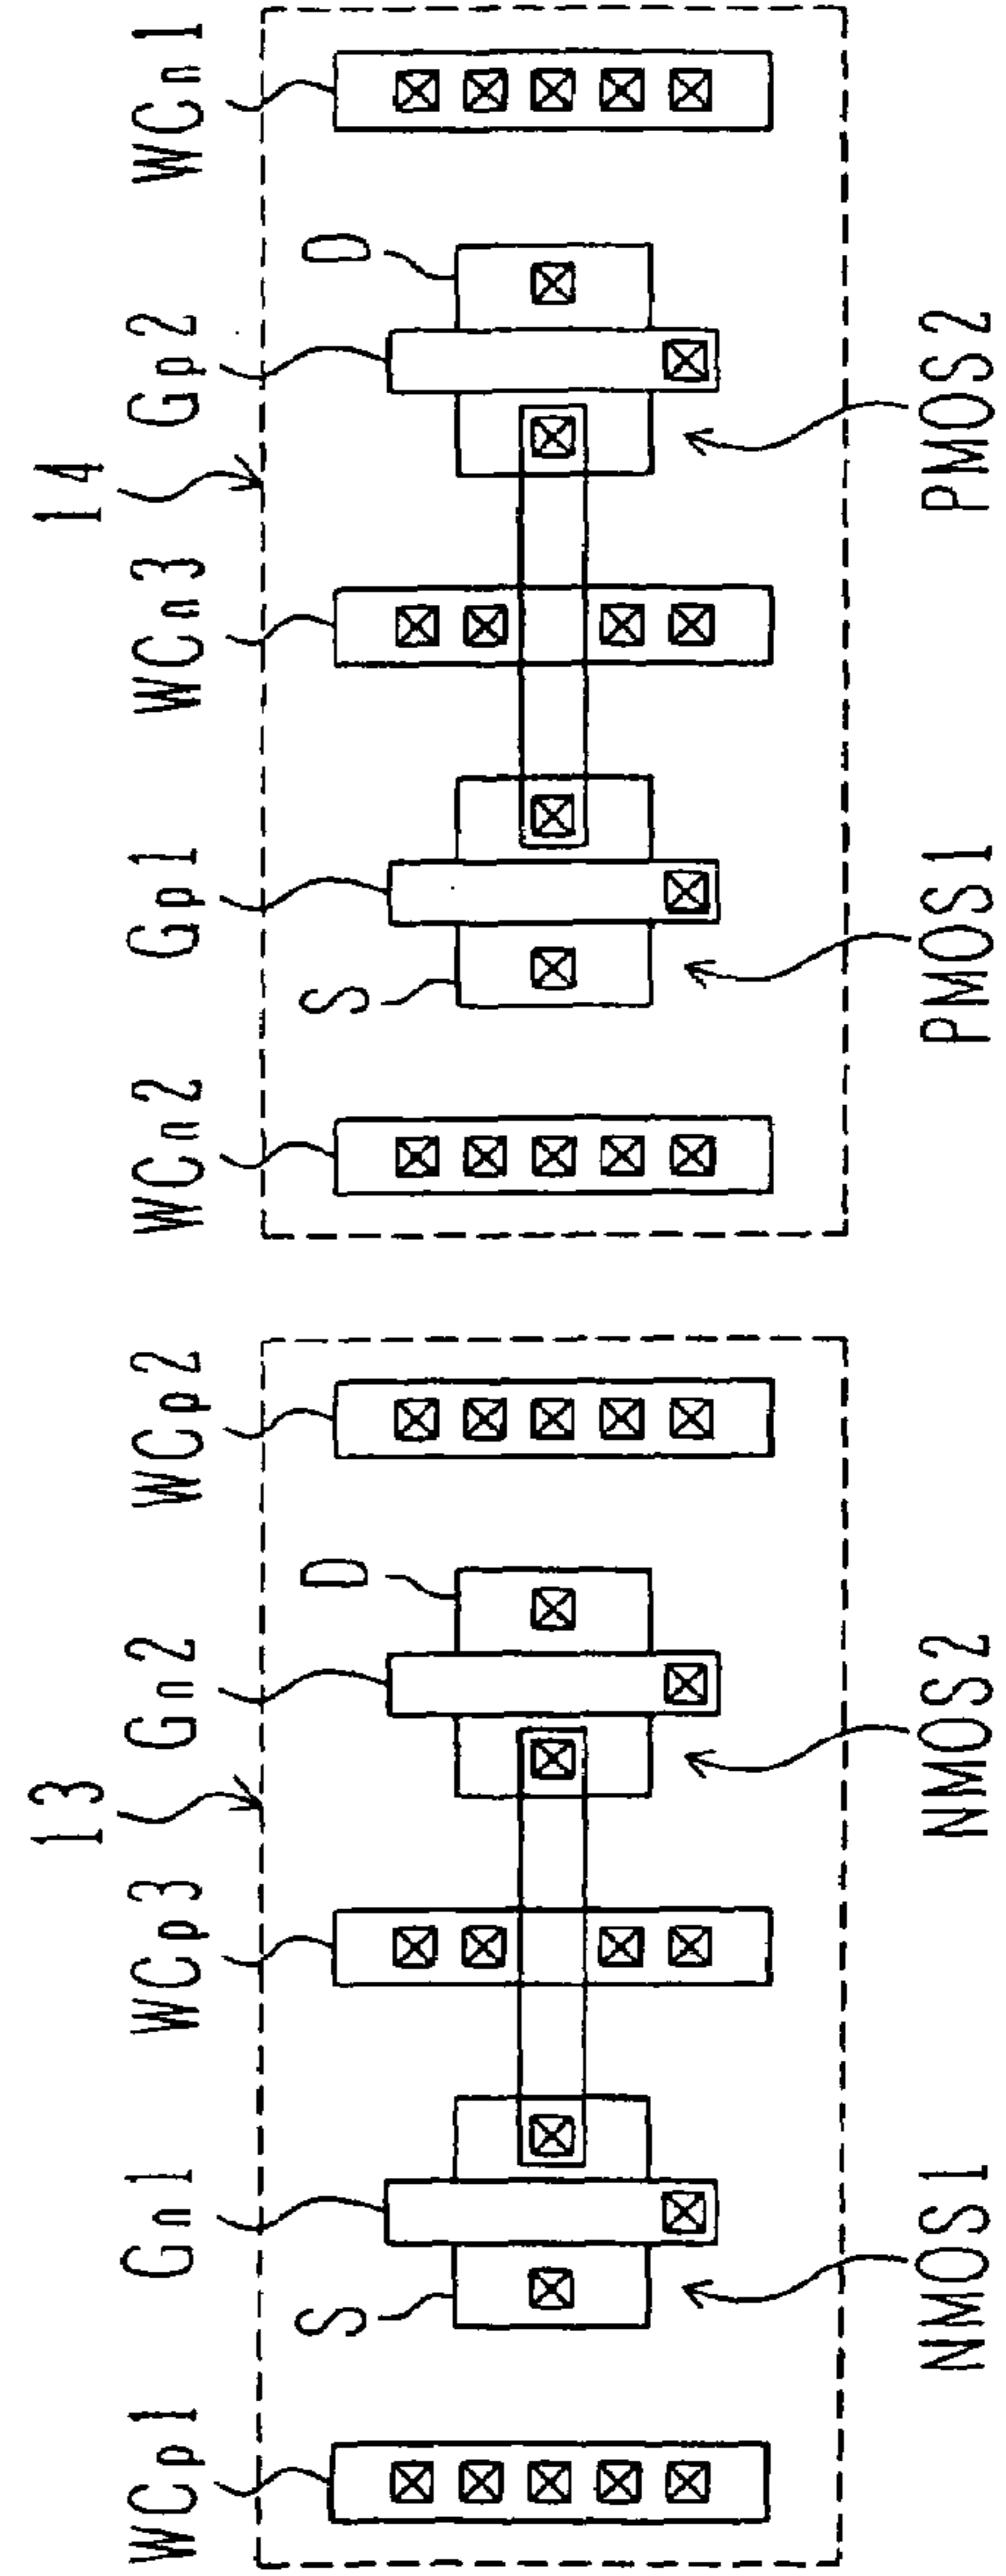 13
14
WCp1
Gn1
WCp3
Gn2
WCp2
WCn2
Gp1
WCn3
Gp2
WCn1
S
D
S
D
NMOS1
NMOS2
PMOS1
PMOS2